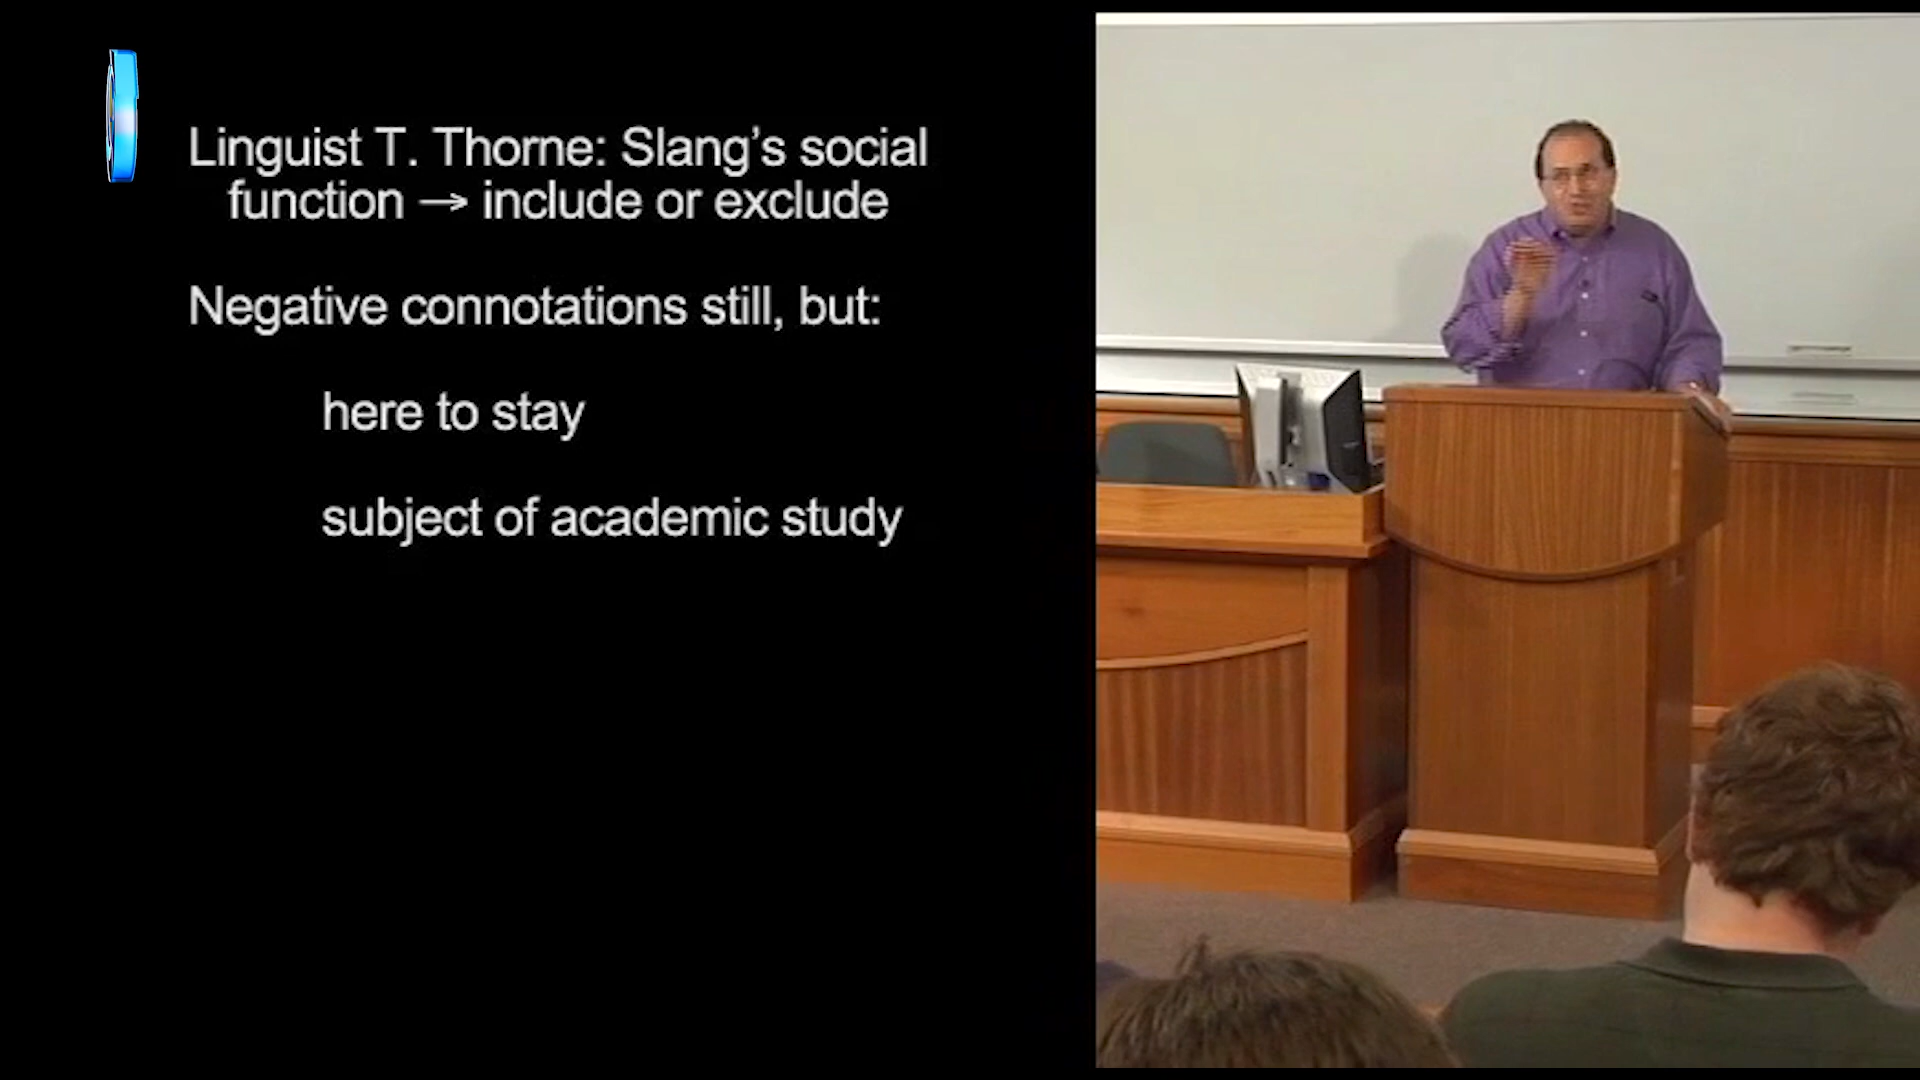 Linguist T. Thorne: Slang’s social
function → include or exclude
Negative connotations still, but:
here to stay
subject of academic study